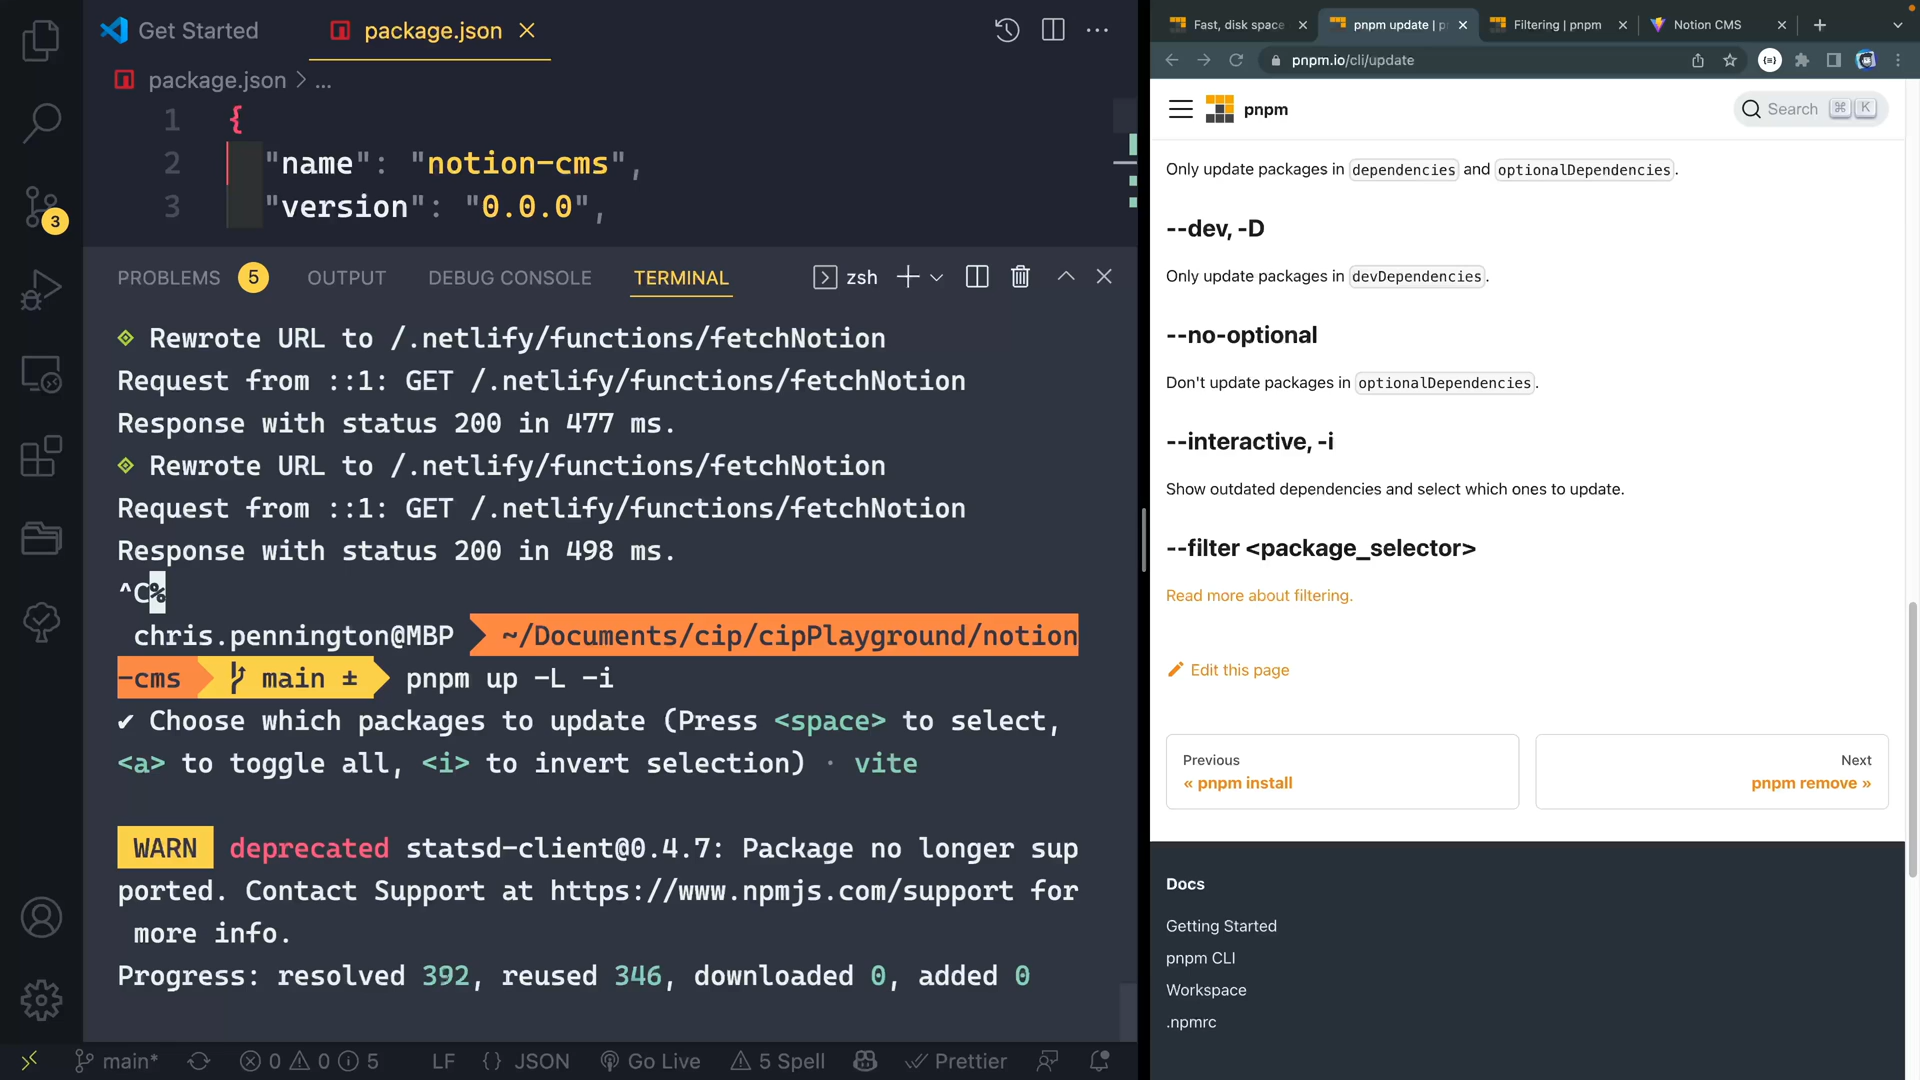 Get Started
package.json
package.json > ...
1 {
2 "name": "notion-cms",
3 "version": "0.0.0",
3
PROBLEMS 5 OUTPUT DEBUG CONSOLE TERMINAL zsh
Rewrote URL to /.netlify/functions/fetchNotion
Request from ::1: GET /.netlify/functions/fetchNotion
Response with status 200 in 477 ms.
Rewrote URL to /.netlify/functions/fetchNotion
Request from ::1: GET /.netlify/functions/fetchNotion
Response with status 200 in 498 ms.
^C%
chris.pennington@MBP ~/Documents/cip/cipPlayground/notion
-cms main ± pnpm up -L -i
✔ Choose which packages to update (Press <space> to select,
<a> to toggle all, <i> to invert selection) · vite
WARN deprecated statsd-client@0.4.7: Package no longer sup
ported. Contact Support at https://www.npmjs.com/support for
more info.
Progress: resolved 392, reused 346, downloaded 0, added 0
main* 0 0 5 LF {} JSON Go Live 5 Spell Prettier
Fast, disk space
pnpm update | p
Filtering | pnpm
Notion CMS
pnpm.io/cli/update
pnpm
Search ⌘ K
Only update packages in dependencies and optionalDependencies.
--dev, -D
Only update packages in devDependencies.
--no-optional
Don't update packages in optionalDependencies.
--interactive, -i
Show outdated dependencies and select which ones to update.
--filter <package_selector>
Read more about filtering.
Edit this page
Previous
« pnpm install
Next
pnpm remove »
Docs
Getting Started
pnpm CLI
Workspace
.npmrc